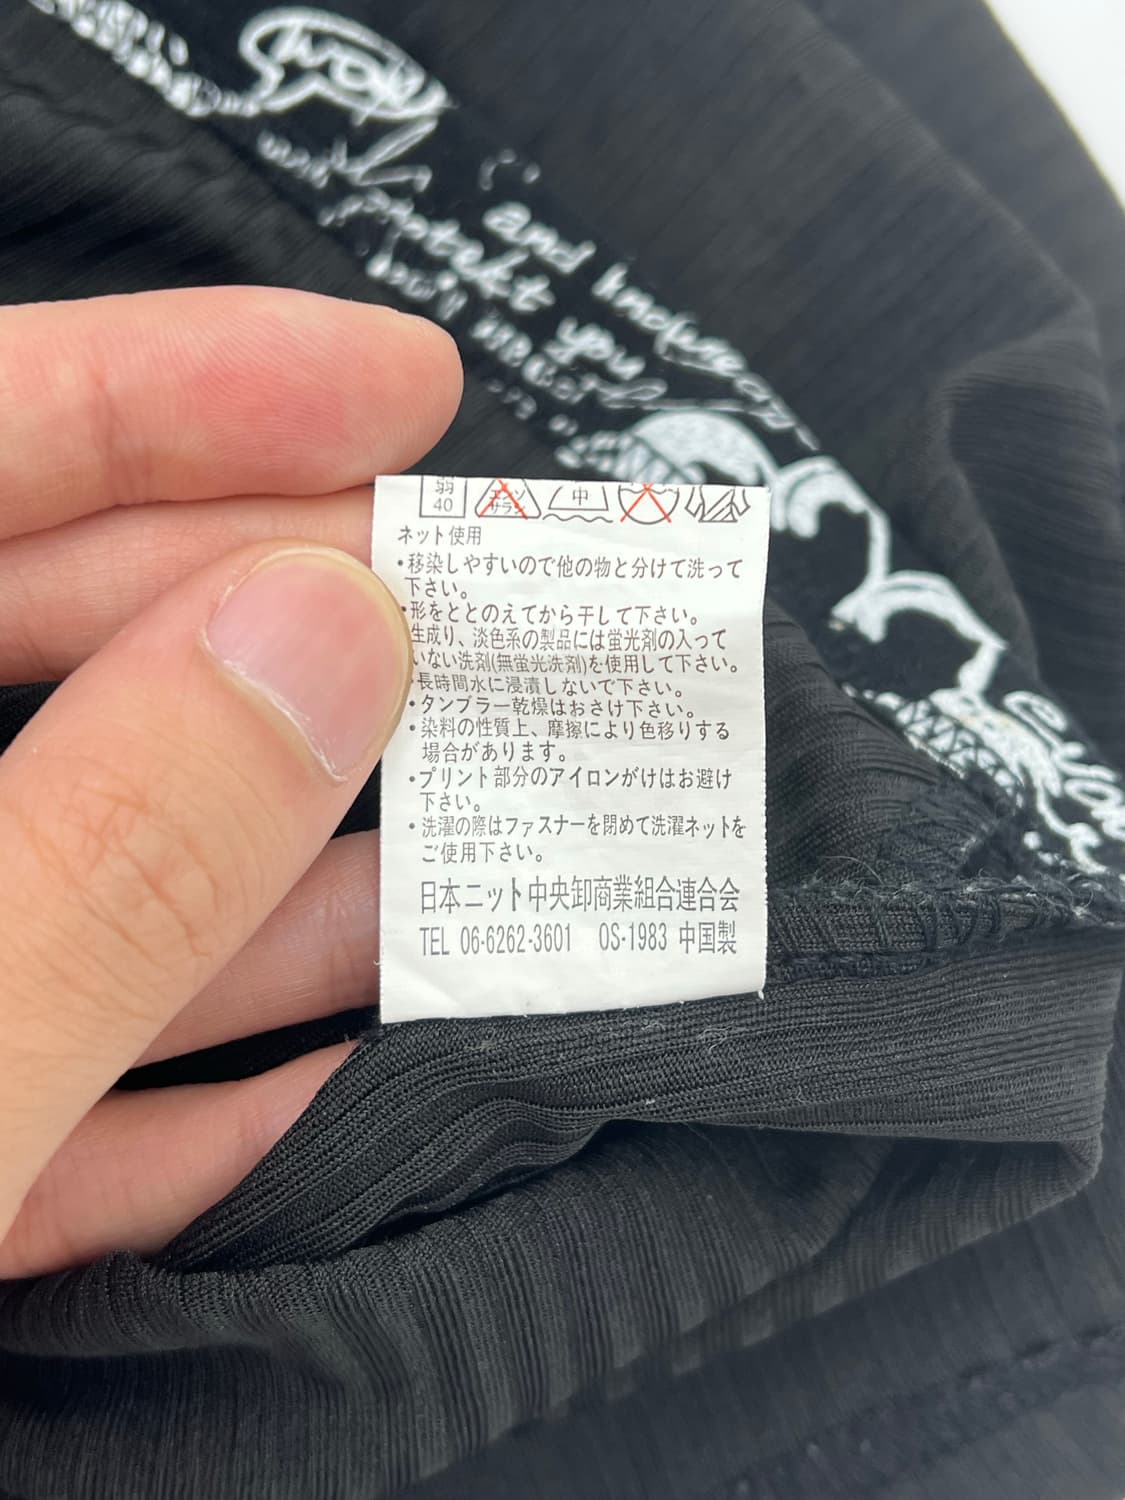 and
you
弱
40
エンソ
サラシ
中
ネット使用
・移染しやすいので他の物と分けて洗って
下さい。
・形をととのえてから干して下さい。
生成り、淡色系の製品には蛍光剤の入って
いない洗剤(無蛍光洗剤)を使用して下さい。
・長時間水に浸漬しないで下さい。
・タンブラー乾燥はおさけ下さい。
・染料の性質上、摩擦により色移りする
場合があります。
・プリント部分のアイロンがけはお避け
下さい。
・洗濯の際はファスナーを閉めて洗濯ネットを
ご使用下さい。
日本ニット中央卸商業組合連合会
TEL 06-6262-3601 OS-1983 中国製